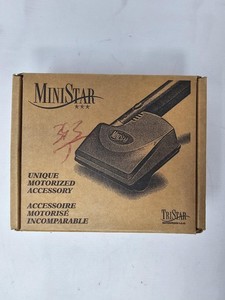 MINISTAR
UNIQUE
MOTORIZED
ACCESSORY
ACCESSOIRE
MOTORISÉ
INCOMPARABLE
TRISTAR